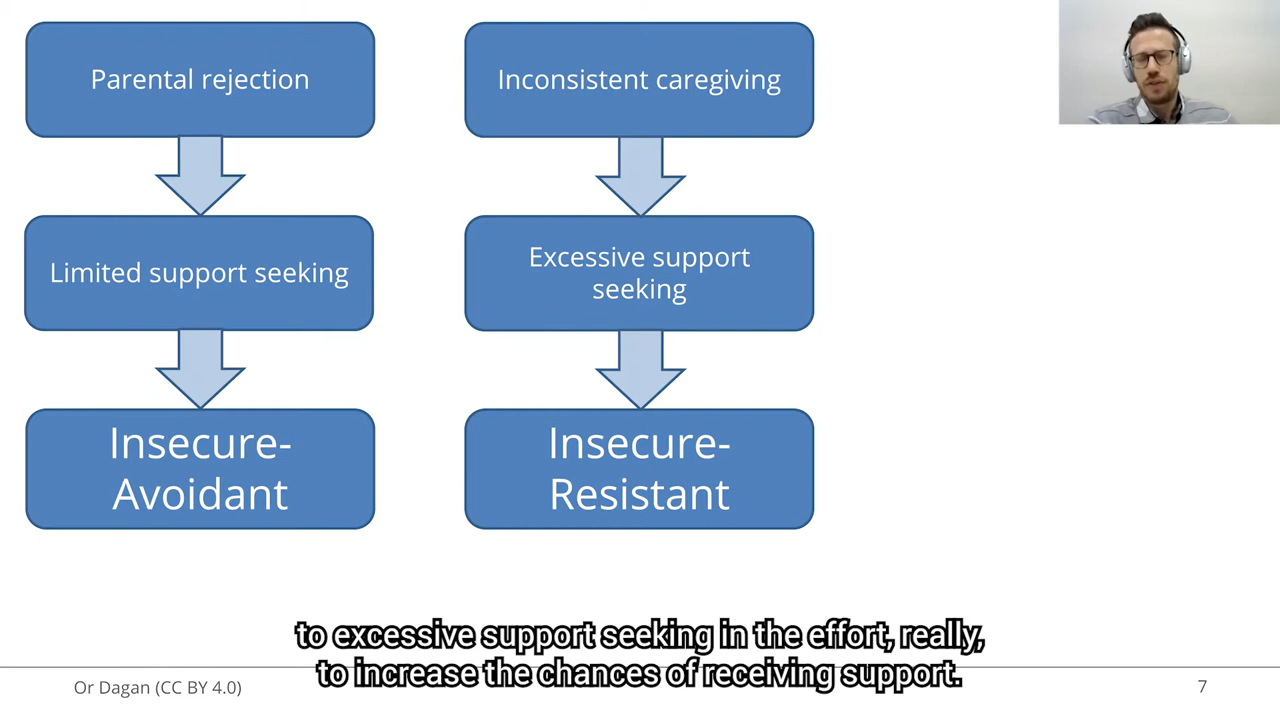 Parental rejection
Inconsistent caregiving
Limited support seeking
Excessive support
seeking
Insecure-
Avoidant
Insecure-
Resistant
to excessive support seeking in the effort, really,
to increase the chances of receiving support.
Or Dagan (CC BY 4.0)
7